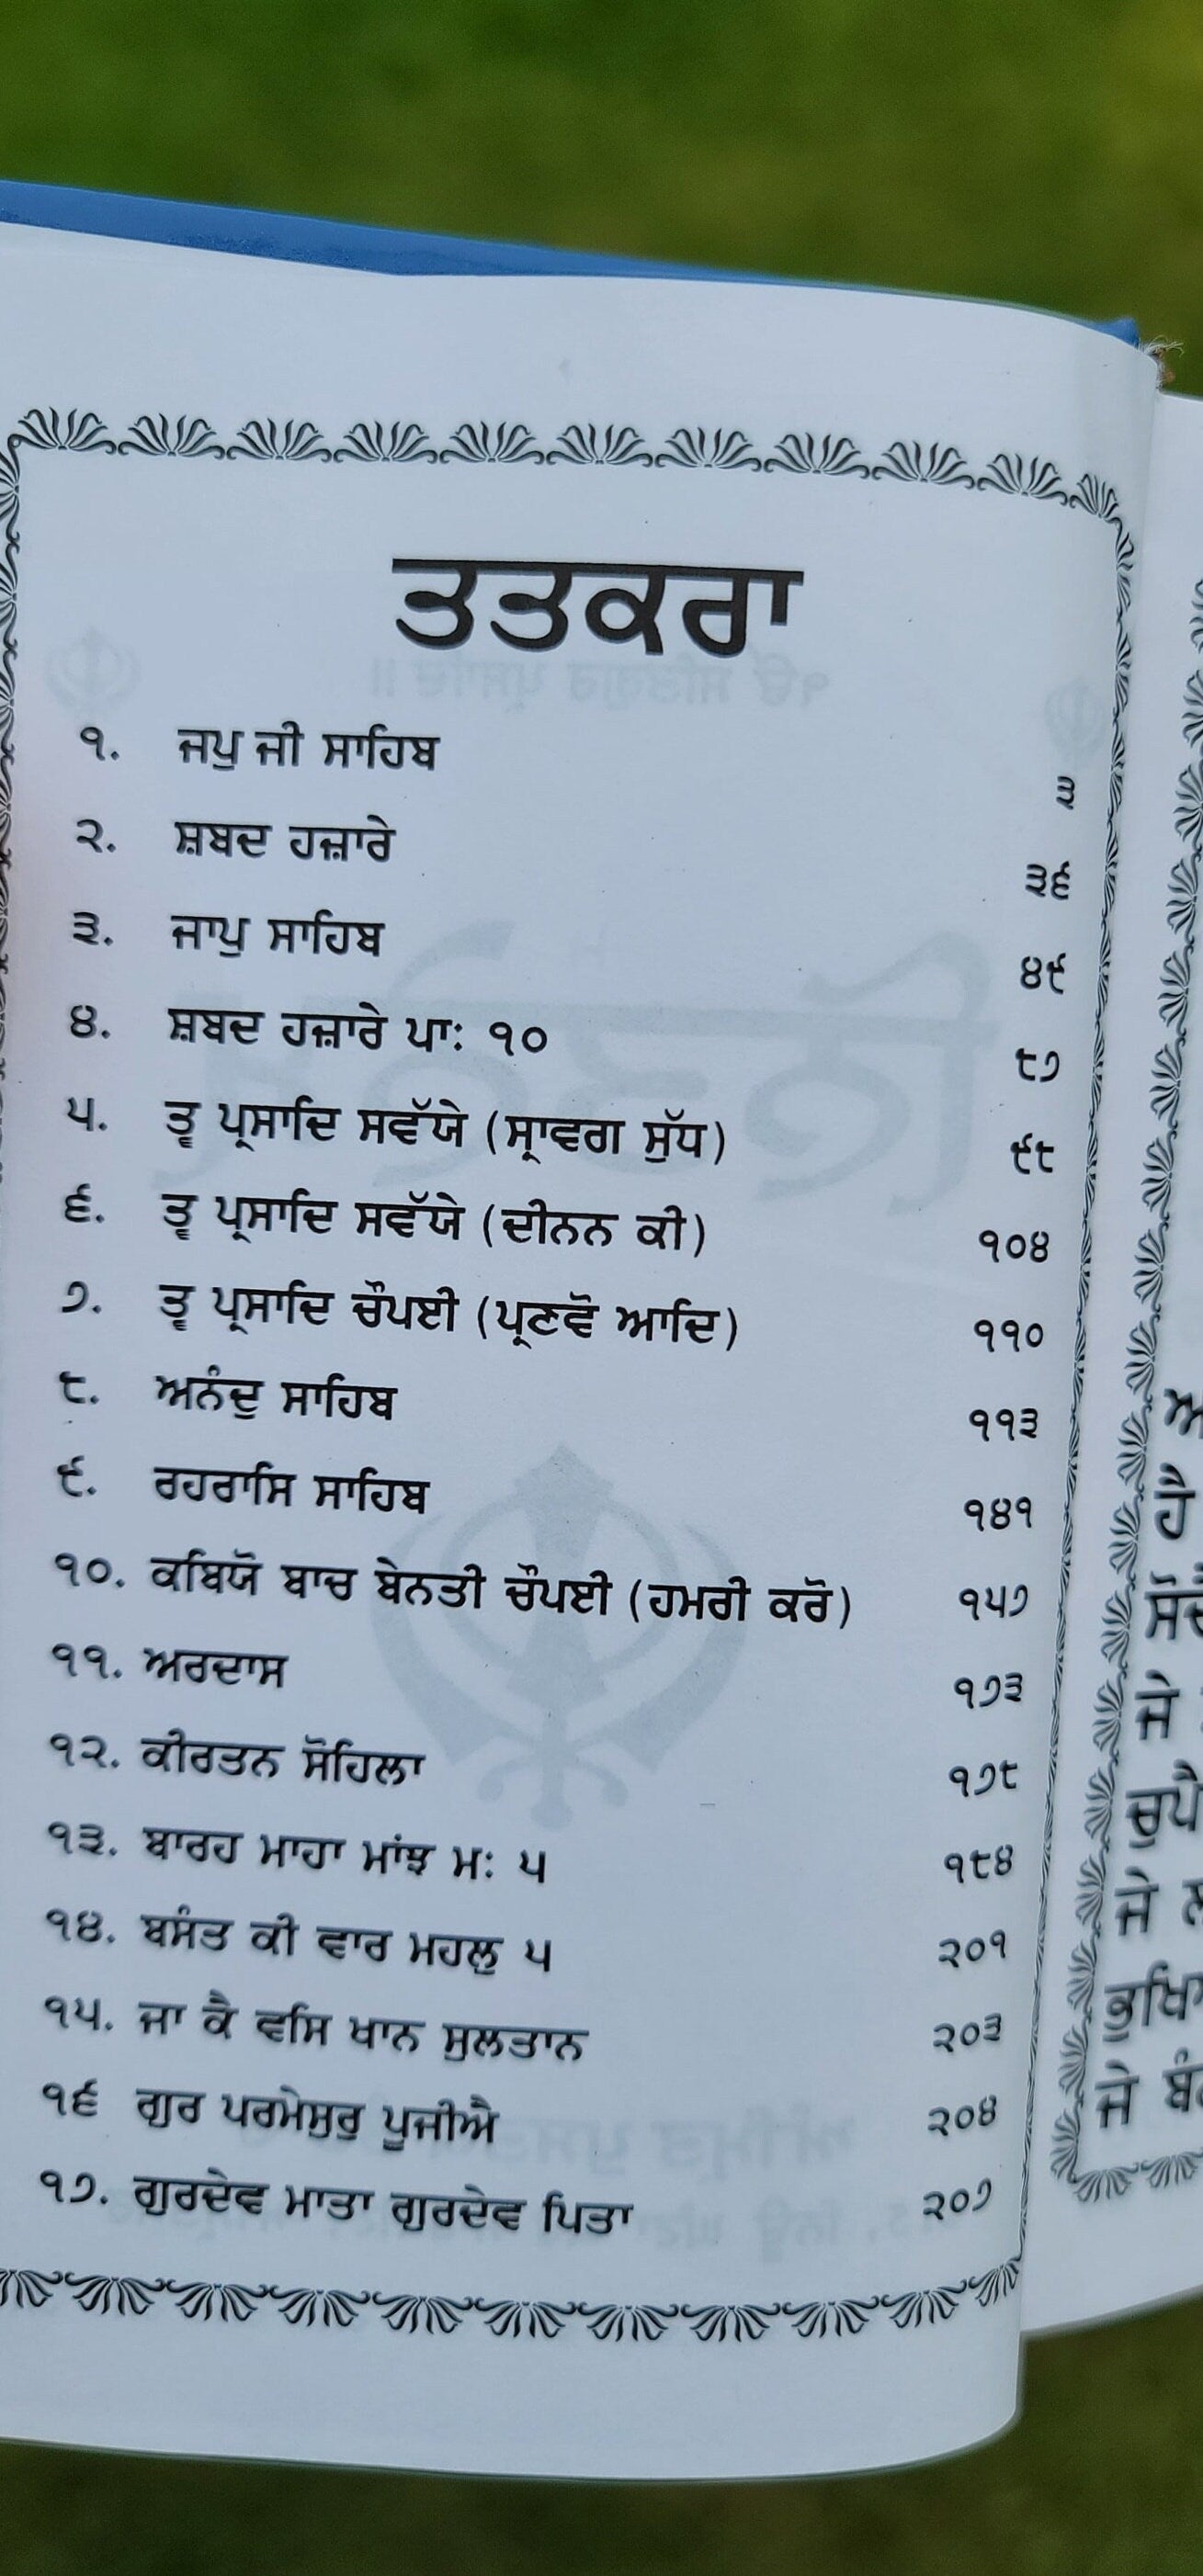 ਤਤਕਰਾ
੧. ਜਪੁ ਜੀ ਸਾਹਿਬ ੩
੨. ਸ਼ਬਦ ਹਜ਼ਾਰੇ ੩੬
੩. ਜਾਪੁ ਸਾਹਿਬ ੪੯
੪. ਸ਼ਬਦ ਹਜ਼ਾਰੇ ਪਾ: ੧੦ ੮੭
੫. ਤ੍ਵ ਪ੍ਰਸਾਦਿ ਸਵੱਯੇ (ਸ੍ਰਾਵਗ ਸੁੱਧ) ੯੮
੬. ਤ੍ਵ ਪ੍ਰਸਾਦਿ ਸਵੱਯੇ (ਦੀਨਨ ਕੀ) ੧੦੪
੭. ਤ੍ਵ ਪ੍ਰਸਾਦਿ ਚੌਪਈ (ਪ੍ਰਣਵੋ ਆਦਿ) ੧੧੦
੮. ਅਨੰਦੁ ਸਾਹਿਬ ੧੧੩
੯. ਰਹਰਾਸਿ ਸਾਹਿਬ ੧੪੧
੧੦. ਕਬਿਯੋ ਬਾਚ ਬੇਨਤੀ ਚੌਪਈ (ਹਮਰੀ ਕਰੋ) ੧੫੭
੧੧. ਅਰਦਾਸ ੧੭੩
੧੨. ਕੀਰਤਨ ਸੋਹਿਲਾ ੧੭੮
੧੩. ਬਾਰਹ ਮਾਹਾ ਮਾਂਝ ਮ: ੫ ੧੮੪
੧੪. ਬਸੰਤ ਕੀ ਵਾਰ ਮਹਲੁ ੫ ੨੦੧
੧੫. ਜਾ ਕੈ ਵਸਿ ਖਾਨ ਸੁਲਤਾਨ ੨੦੩
੧੬ ਗੁਰ ਪਰਮੇਸੁਰੁ ਪੂਜੀਐ ੨੦੪
੧੭. ਗੁਰਦੇਵ ਮਾਤਾ ਗੁਰਦੇਵ ਪਿਤਾ ੨੦੭
ਹੈ
ਜੇ
ਜੇ
ਜੇ